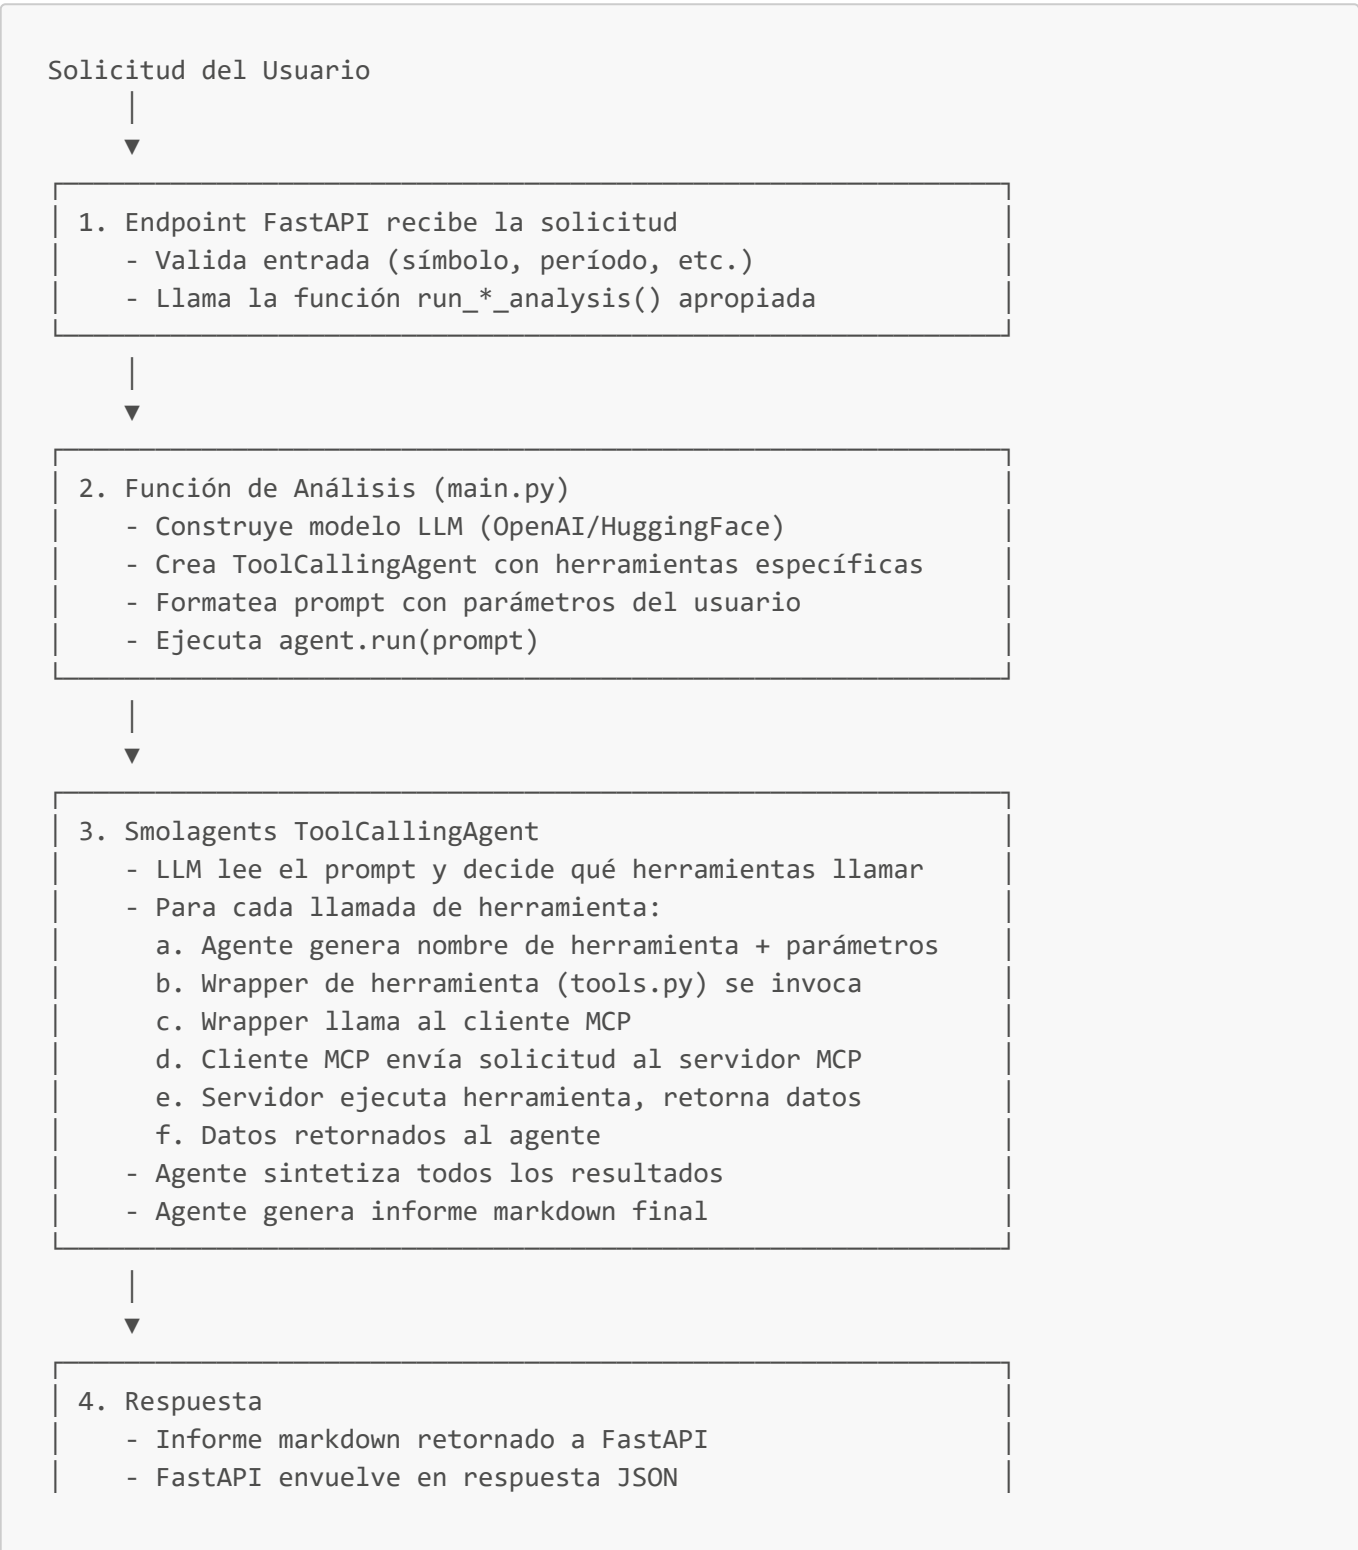 Solicitud del Usuario
1. Endpoint FastAPI recibe la solicitud
- Valida entrada (símbolo, período, etc.)
- Llama la función run_*_analysis() apropiada
2. Función de Análisis (main.py)
- Construye modelo LLM (OpenAI/HuggingFace)
- Crea ToolCallingAgent con herramientas específicas
- Formatea prompt con parámetros del usuario
- Ejecuta agent.run(prompt)
3. Smolagents ToolCallingAgent
- LLM lee el prompt y decide qué herramientas llamar
- Para cada llamada de herramienta:
a. Agente genera nombre de herramienta + parámetros
b. Wrapper de herramienta (tools.py) se invoca
c. Wrapper llama al cliente MCP
d. Cliente MCP envía solicitud al servidor MCP
e. Servidor ejecuta herramienta, retorna datos
f. Datos retornados al agente
- Agente sintetiza todos los resultados
- Agente genera informe markdown final
4. Respuesta
- Informe markdown retornado a FastAPI
- FastAPI envuelve en respuesta JSON